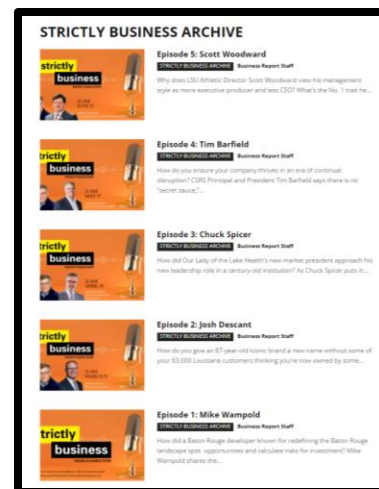 STRICTLY BUSINESS ARCHIVE
strictly
business
Episode 5: Scott Woodward
STRICTLY BUSINESS ARCHIVE Business Report Staff
Why does LSU Athletic Director Scott Woodward view his management
style as more executive producer and less CEO? What's the No. 1 trait he...
strictly
business
Episode 4: Tim Barfield
STRICTLY BUSINESS ARCHIVE Business Report Staff
How do you ensure your company thrives in an era of continual
disruption? CSRS Principal and President Tim Barfield says there is no
"secret sauce,"...
strictly
business
Episode 3: Chuck Spicer
STRICTLY BUSINESS ARCHIVE Business Report Staff
How did Our Lady of the Lake Health's new market president approach his
new leadership role in a century-old institution? As Chuck Spicer puts it:...
strictly
business
Episode 2: Josh Descant
STRICTLY BUSINESS ARCHIVE Business Report Staff
How do you give an 87-year-old iconic brand a new name without some of
your 63,000 Louisiana customers thinking you're now owned by some...
trictly
business
Episode 1: Mike Wampold
STRICTLY BUSINESS ARCHIVE Business Report Staff
How did a Baton Rouge developer known for redefining the Baton Rouge
landscape spot opportunities and calculate risks for investment? Mike
Wampold shares the...